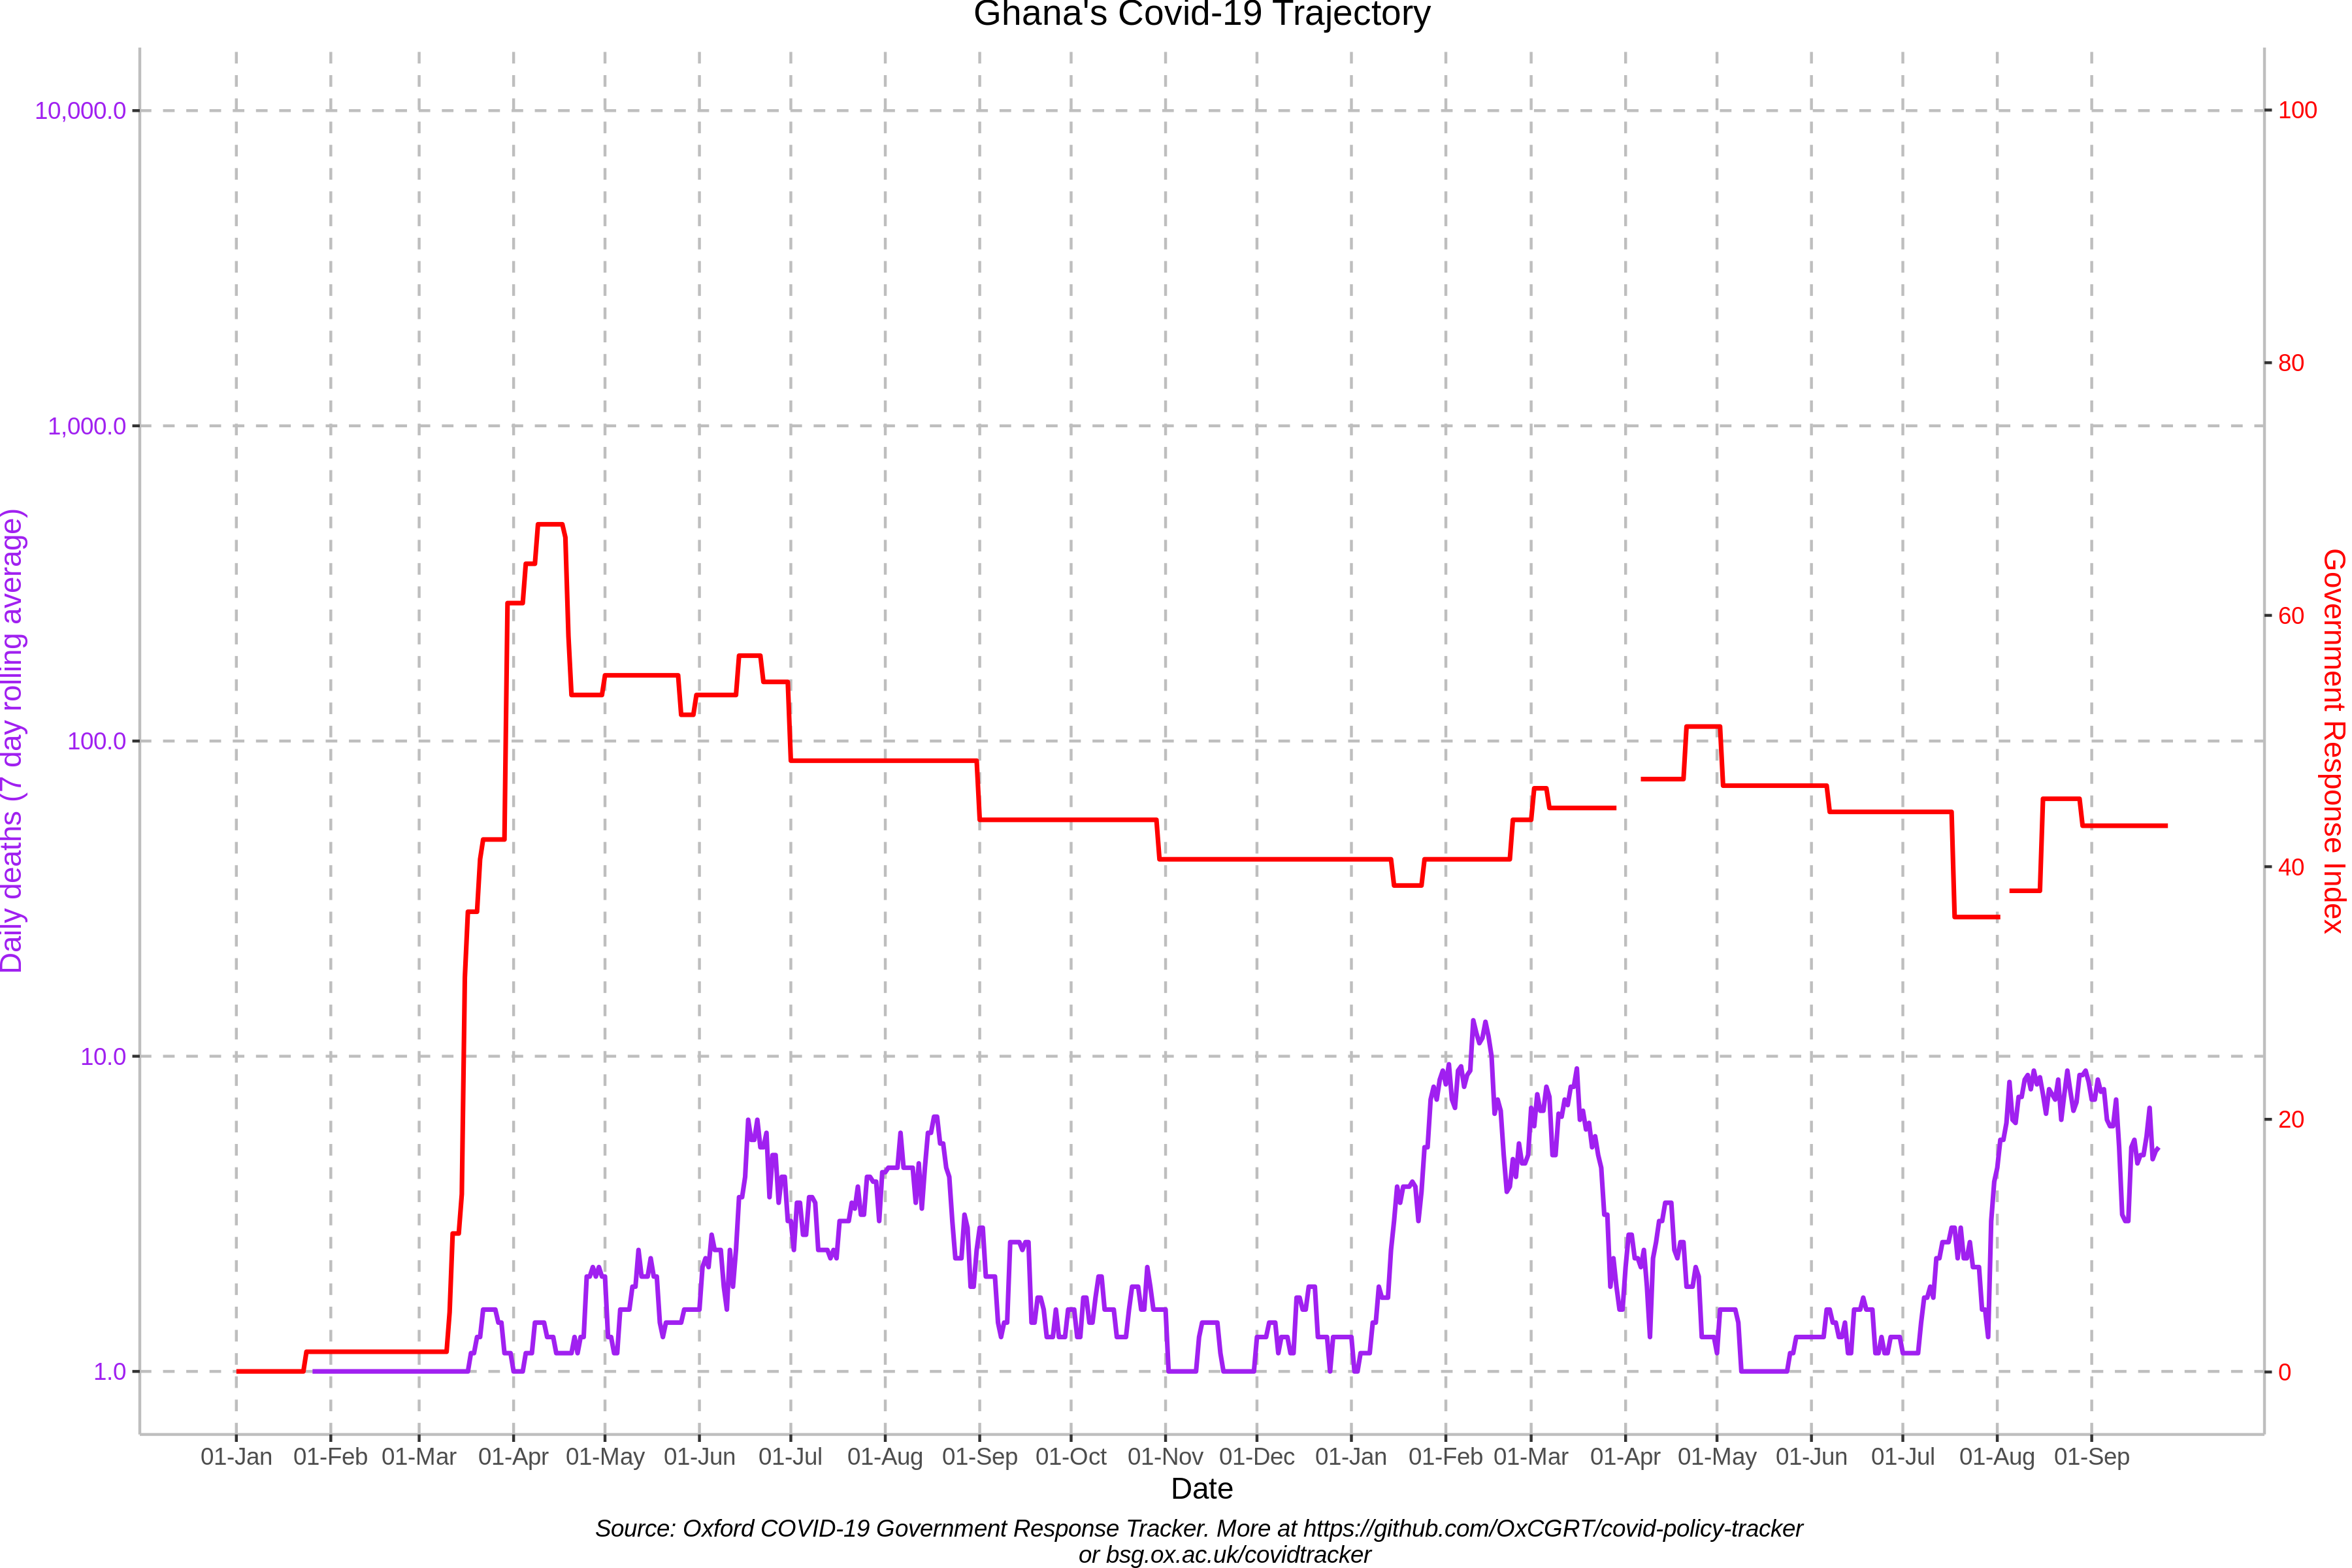 Ghana's Covid-19 Trajectory
10,000.0
1,000.0
100.0
10.0
1.0
Daily deaths (7 day rolling average)
100
80
60
40
20
0
Government Response Index
01-Jan 01-Feb 01-Mar 01-Apr 01-May 01-Jun 01-Jul 01-Aug 01-Sep 01-Oct 01-Nov 01-Dec 01-Jan 01-Feb 01-Mar 01-Apr 01-May 01-Jun 01-Jul 01-Aug 01-Sep
Date
Source: Oxford COVID-19 Government Response Tracker. More at https://github.com/OxCGRT/covid-policy-tracker
or bsg.ox.ac.uk/covidtracker